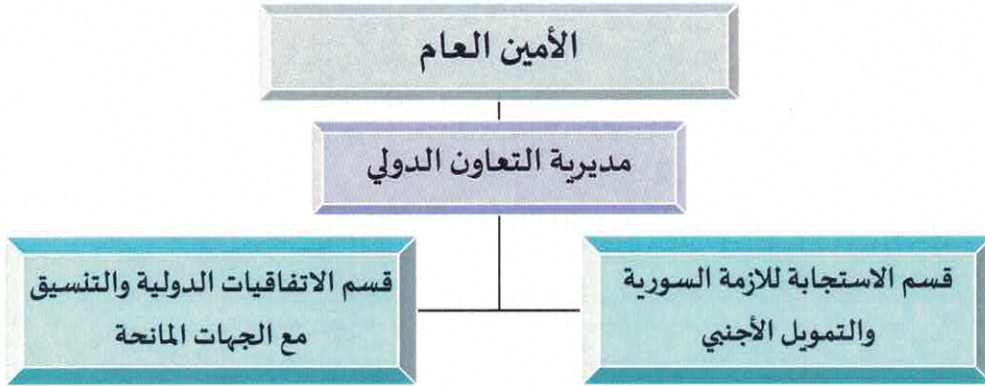 الأمين العام
مديرية التعاون الدولي
قسم الاستجابة للازمة السورية
والتمويل الأجنبي
قسم الاتفاقيات الدولية والتنسيق
مع الجهات المانحة